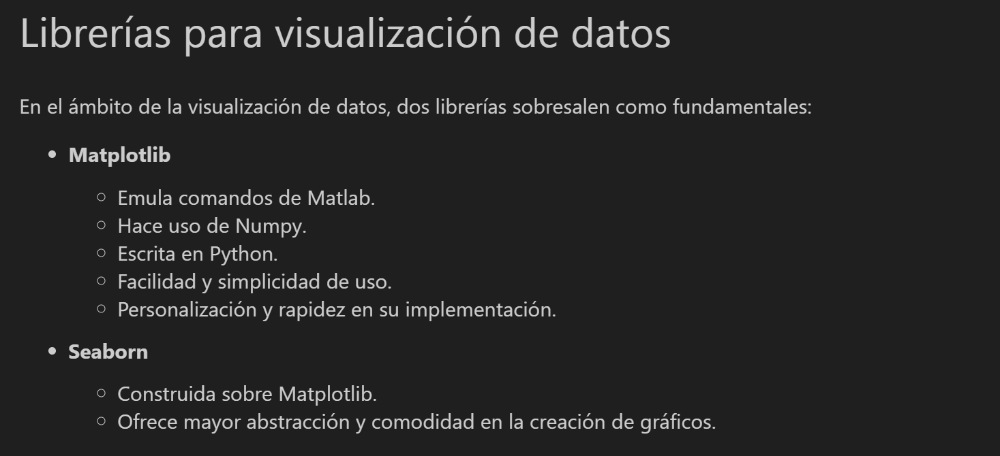 Librerías para visualización de datos
En el ámbito de la visualización de datos, dos librerías sobresalen como fundamentales:
Matplotlib
Emula comandos de Matlab.
Hace uso de Numpy.
Escrita en Python.
Facilidad y simplicidad de uso.
Personalización y rapidez en su implementación.
Seaborn
Construida sobre Matplotlib.
Ofrece mayor abstracción y comodidad en la creación de gráficos.